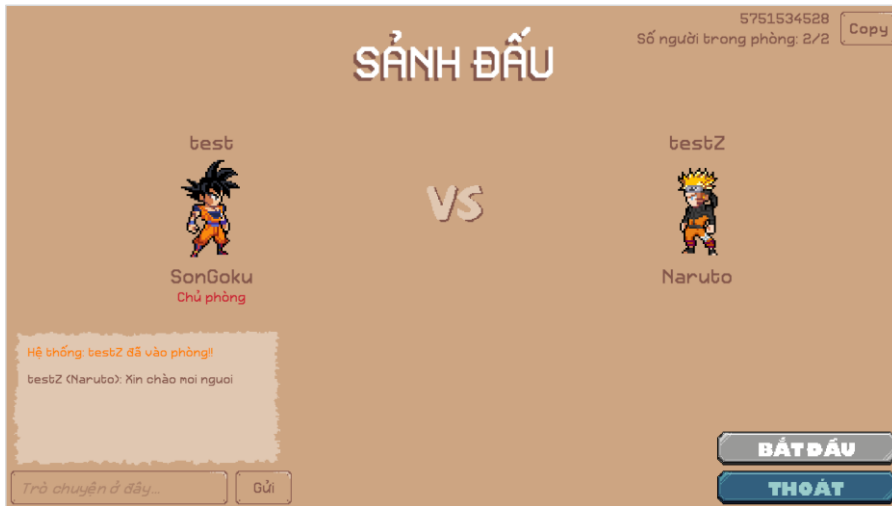 5751534528
Số người trong phòng: 2/2
Copy
SẢNH ĐẤU
test
testZ
VS
SonGoku
Naruto
Chủ phòng
Hệ thống: testZ đã vào phòng!!
testZ (Naruto): Xin chào moi nguoi
BẮT ĐẦU
Trò chuyện ở đây...
Gửi
THOÁT